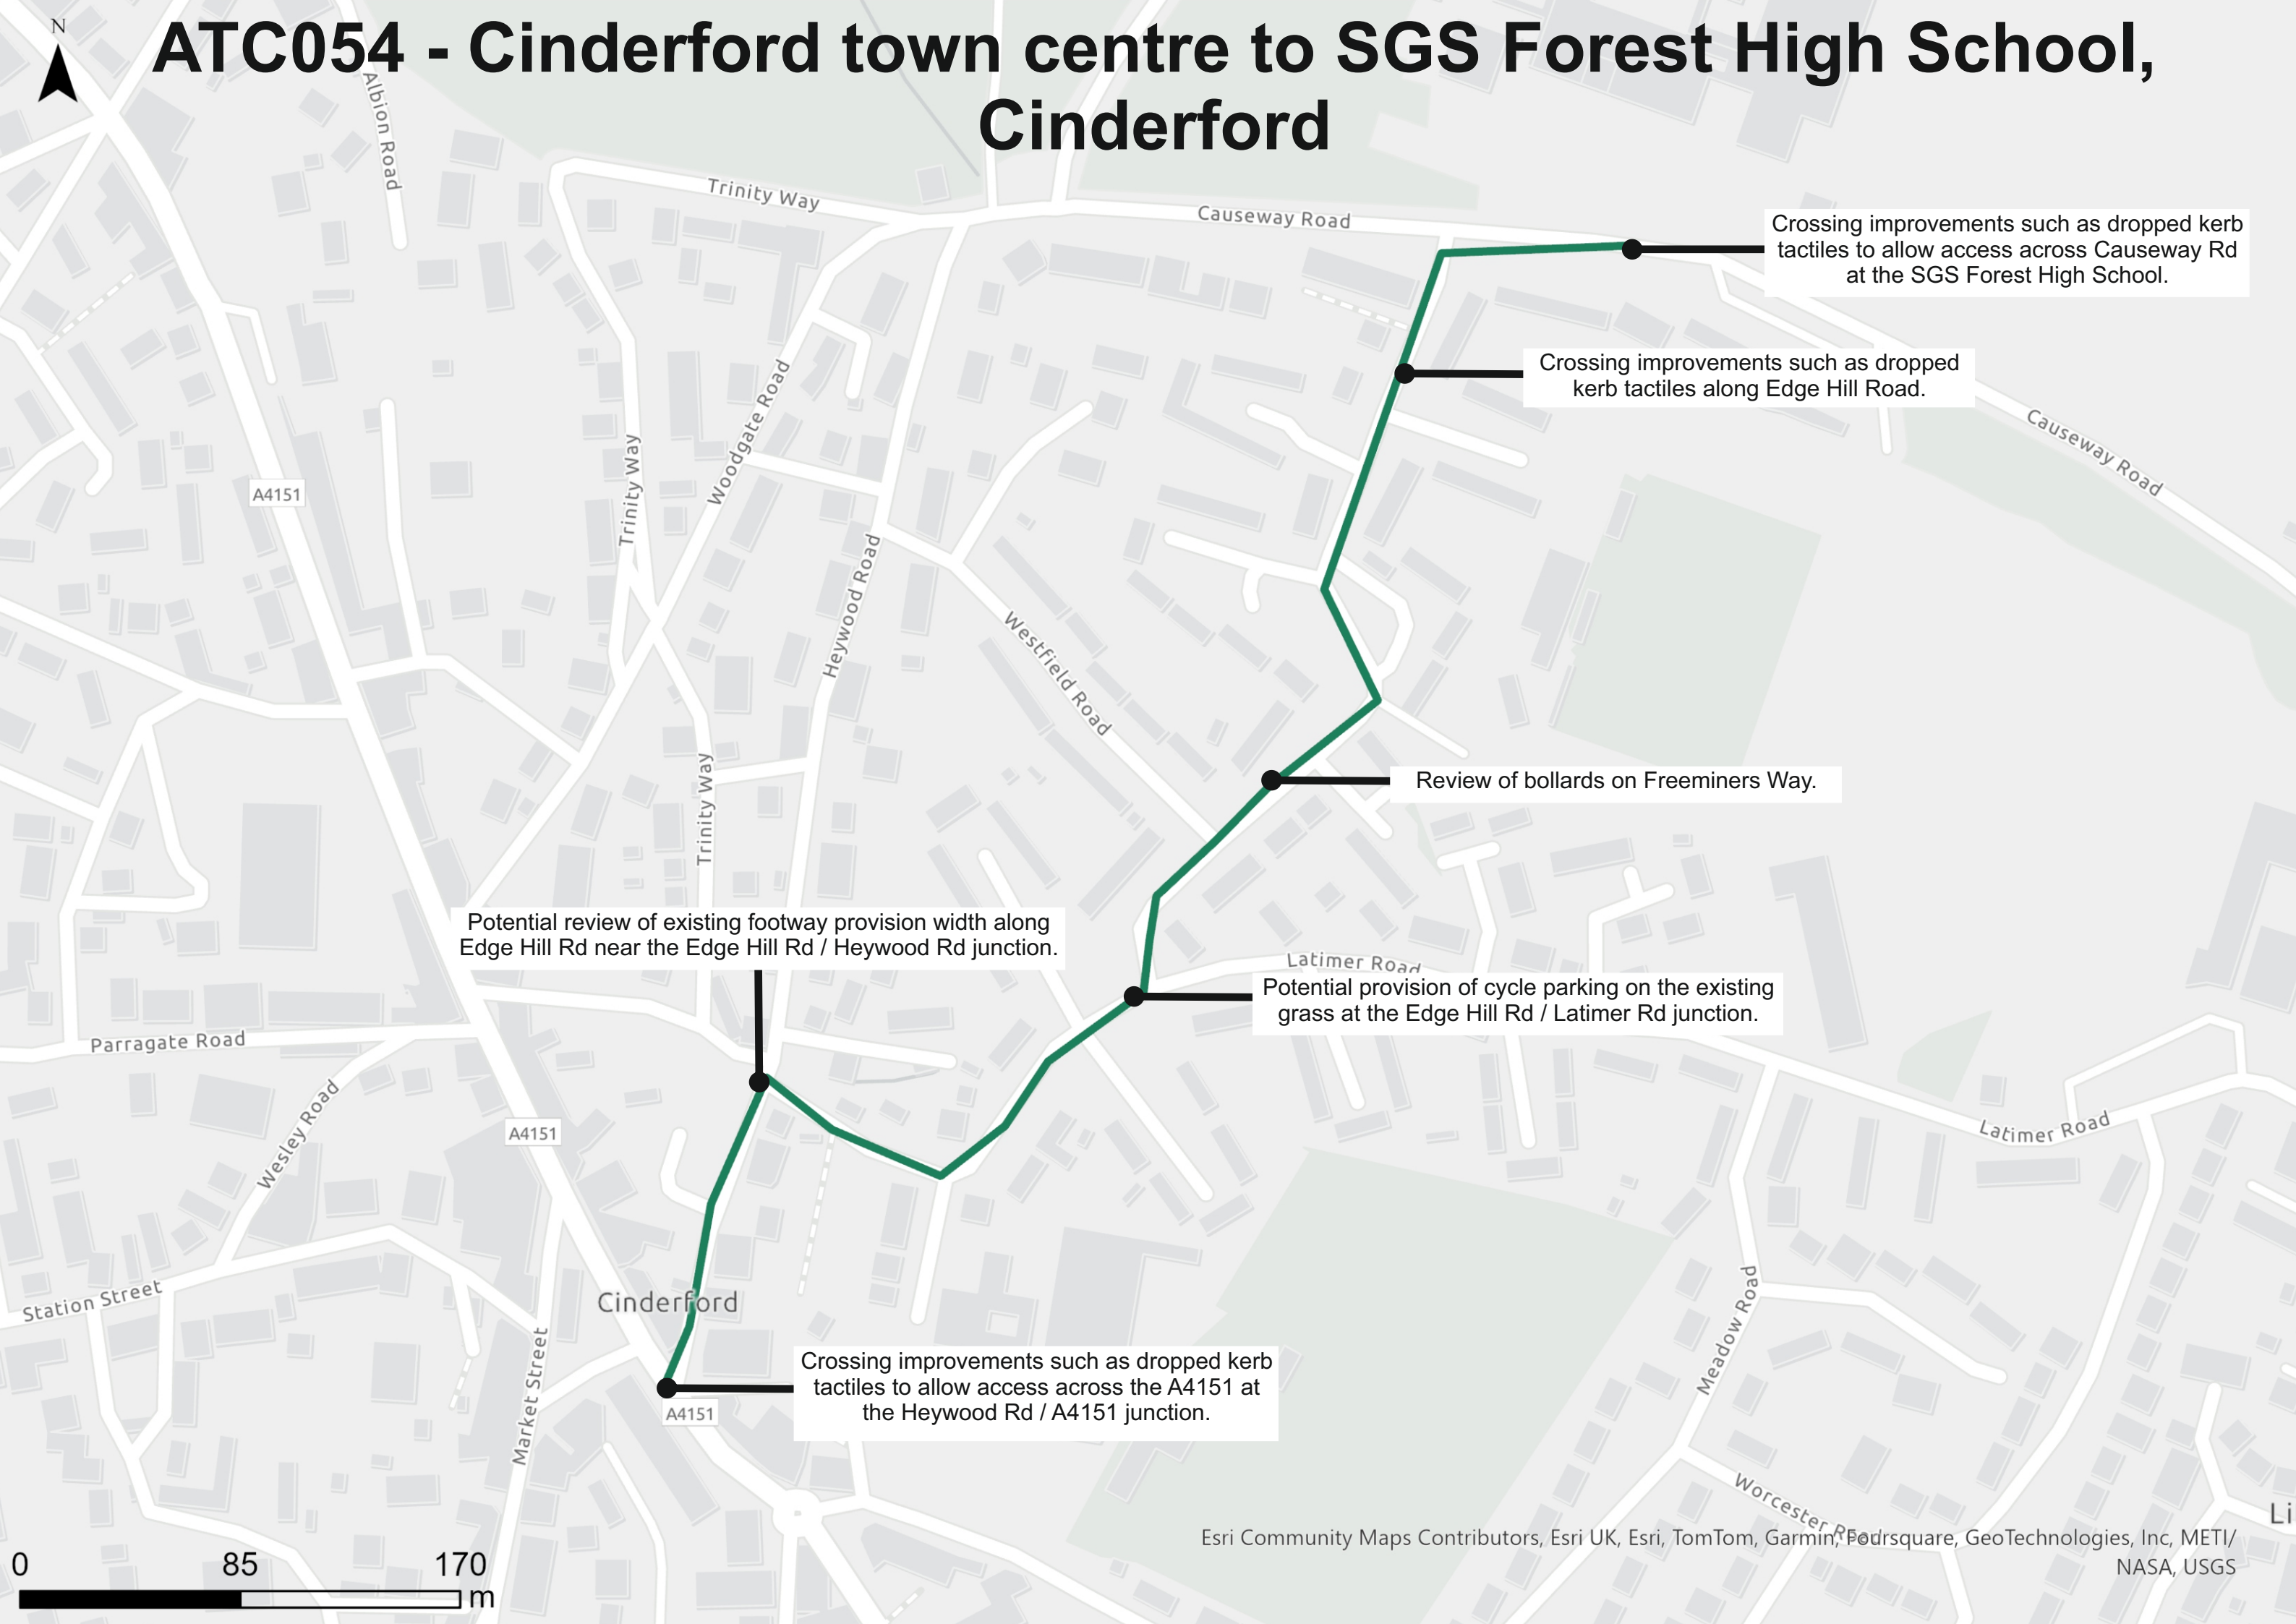 N
ATC054 - Cinderford town centre to SGS Forest High School,
Cinderford
Albion Road
Trinity Way
Causeway Road
Crossing improvements such as dropped kerb
tactiles to allow access across Causeway Rd
at the SGS Forest High School.
Crossing improvements such as dropped
kerb tactiles along Edge Hill Road.
Woodgate Road
Causeway Road
A4151
Trinity Way
Heywood Road
Westfield Road
Trinity Way
Review of bollards on Freeminers Way.
Potential review of existing footway provision width along
Edge Hill Rd near the Edge Hill Rd / Heywood Rd junction.
Latimer Road
Potential provision of cycle parking on the existing
grass at the Edge Hill Rd / Latimer Rd junction.
Parragate Road
Wesley Road
A4151
Latimer Road
Station Street
Cinderford
Meadow Road
Market Street
Crossing improvements such as dropped kerb
tactiles to allow access across the A4151 at
the Heywood Rd / A4151 junction.
A4151
Worcester Road
Li
Esri Community Maps Contributors, Esri UK, Esri, TomTom, Garmin, Foursquare, GeoTechnologies, Inc, METI/
NASA, USGS
0 85 170
m